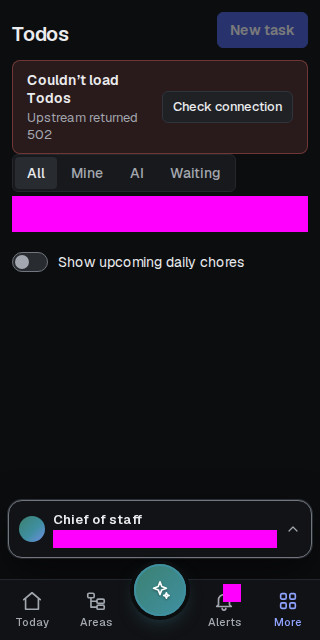 Todos
New task
Couldn't load
Todos
Upstream returned
502
Check connection
All
Mine
AI
Waiting
Show upcoming daily chores
Chief of staff
Today
Areas
Alerts
More